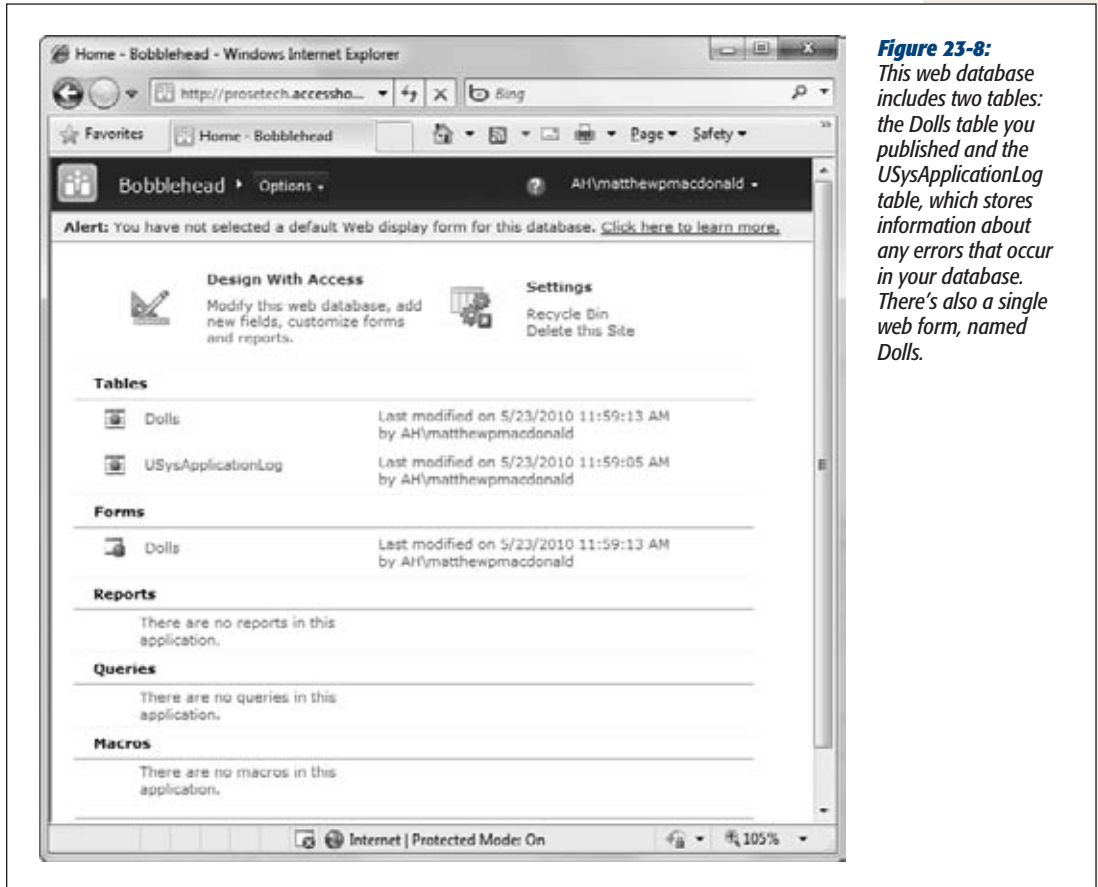 Home - Bobblehead - Windows Internet Explorer
http://prosetech.accessho...
Bing
Favorites
Home - Bobblehead
Page
Safety
Bobblehead
Options
AH\matthewpmacdonald
Alert: You have not selected a default Web display form for this database. Click here to learn more.
Design With Access
Modify this web database, add
new fields, customize forms
and reports.
Settings
Recycle Bin
Delete this Site
Tables
Dolls
Last modified on 5/23/2010 11:59:13 AM
by AH\matthewpmacdonald
USysApplicationLog
Last modified on 5/23/2010 11:59:05 AM
by AH\matthewpmacdonald
Forms
Dolls
Last modified on 5/23/2010 11:59:13 AM
by AH\matthewpmacdonald
Reports
There are no reports in this
application.
Queries
There are no queries in this
application.
Macros
There are no macros in this
application.
Internet | Protected Mode: On
105%
Figure 23-8:
This web database
includes two tables:
the Dolls table you
published and the
USysApplicationLog
table, which stores
information about
any errors that occur
in your database.
There's also a single
web form, named
Dolls.